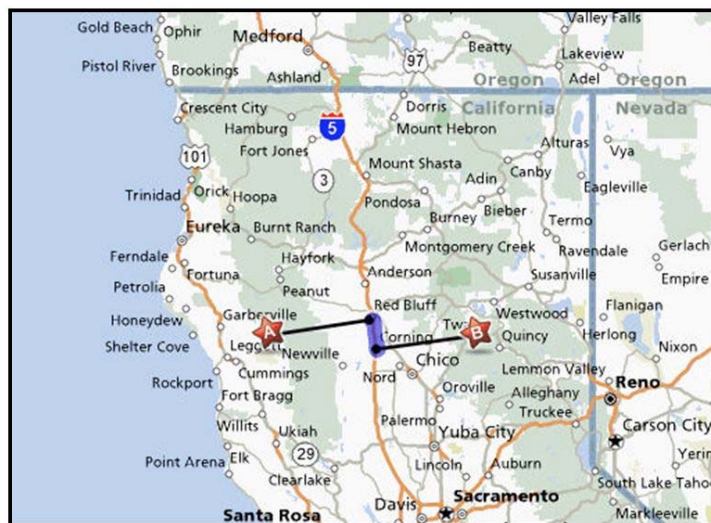 Gold Beach
Ophir
Medford
Beatty
Valley Falls
Pistol River
Brookings
Ashland
97
Lakeview
Oregon
Adel
Oregon
California
Nevada
Crescent City
Dorris
Hamburg
5
Mount Hebron
Fort Jones
Alturas
Vya
101
3
Mount Shasta
Canby
Trinidad
Orick
Hoopa
Adin
Eagleville
Pondosa
Bieber
Eureka
Burnt Ranch
Burney
Termo
Montgomery Creek
Ravendale
Gerlach
Ferndale
Fortuna
Hayfork
Empire
Anderson
Susanville
Petrolia
Peanut
Honeydew
Garberville
Red Bluff
Westwood
Flanigan
A
B
Shelter Cove
Leggett
Corning
Quincy
Herlong
Newville
Chico
Nixon
Rockport
Cummings
Nord
Lemmon Valley
Reno
Fort Bragg
Oroville
Alleghany
Willits
Palermo
Truckee
Carson City
Ukiah
Yuba City
Point Arena
Elk
29
Lincoln
Auburn
Clearlake
South Lake Taho
Davis
Sacramento
Santa Rosa
Markleeville